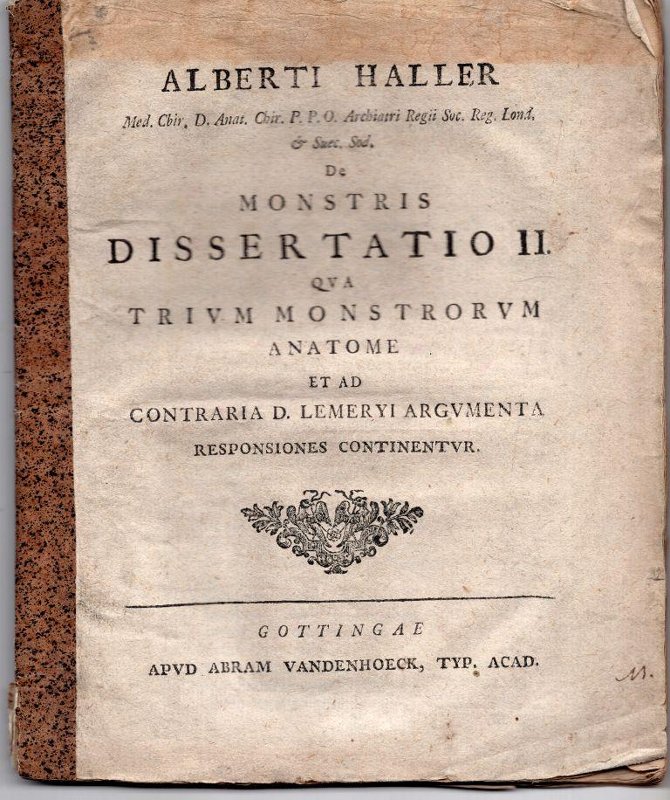 ALBERTI HALLER
Med. Chir. D. Anat. Chir. P. P. O. Archiatri Regii Soc. Reg. Lond.
& Suec. Sod.
De
MONSTRIS
DISSERTATIO II.
QVA
TRIVM MONSTRORVM
ANATOME
ET AD
CONTRARIA D. LEMERYI ARGVMENTA
RESPONSIONES CONTINENTVR.
GOTTINGAE
APVD ABRAM VANDENHOECK, TYP. ACAD.